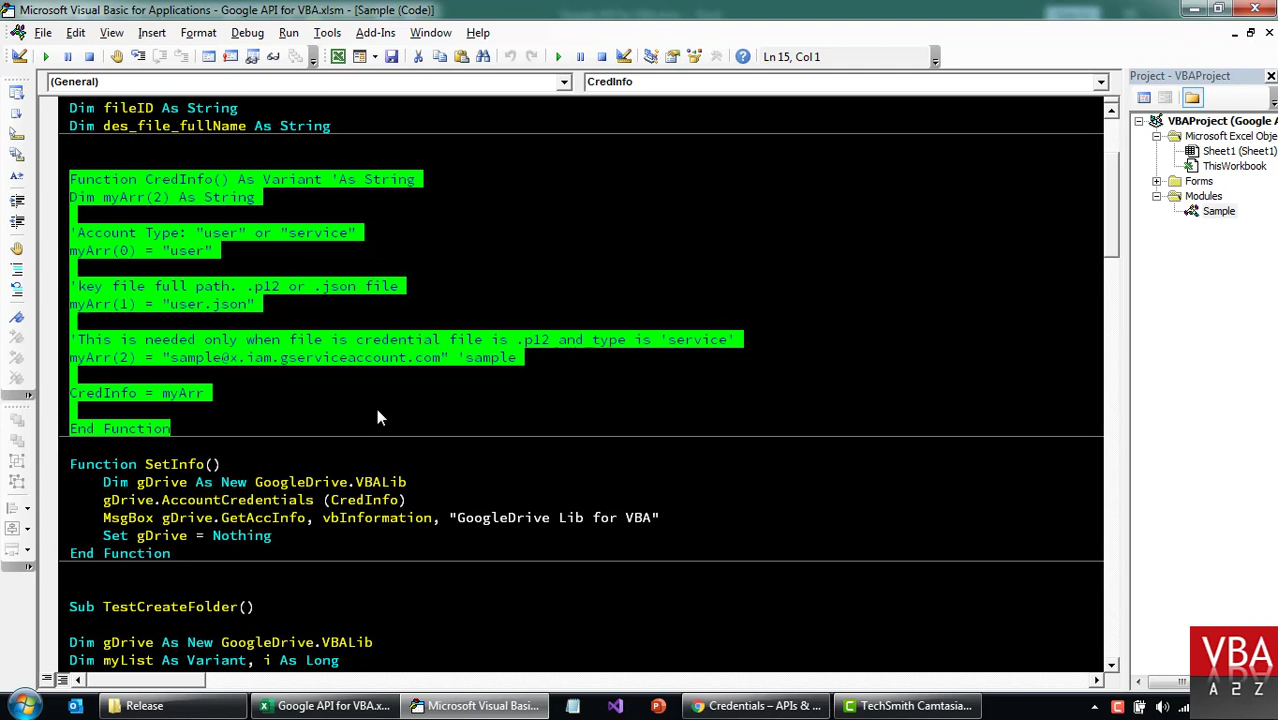 Microsoft Visual Basic for Applications - Google API for VBA.xlsm - [Sample (Code)]
File Edit View Insert Format Debug Run Tools Add-Ins Window Help
Ln 15, Col 1
(General) CredInfo
Project - VBAProject
Dim fileID As String
Dim des_file_fullName As String
Function CredInfo() As Variant 'As String
Dim myArr(2) As String
'Account Type: "user" or "service"
myArr(0) = "user"
'key file full path. .p12 or .json file
myArr(1) = "user.json"
'This is needed only when file is credential file is .p12 and type is 'service'
myArr(2) = "sample@x.iam.gserviceaccount.com" 'sample
CredInfo = myArr
End Function
Function SetInfo()
Dim gDrive As New GoogleDrive.VBALib
gDrive.AccountCredentials (CredInfo)
MsgBox gDrive.GetAccInfo, vbInformation, "GoogleDrive Lib for VBA"
Set gDrive = Nothing
End Function
Sub TestCreateFolder()
Dim gDrive As New GoogleDrive.VBALib
Dim myList As Variant, i As Long
VBAProject (Google A
Microsoft Excel Obje
Sheet1 (Sheet1)
ThisWorkbook
Forms
Modules
Sample
VBA
A 2 Z
Release
Google API for VBA.x...
Microsoft Visual Basi...
Credentials – APIs & ...
TechSmith Camtasia...